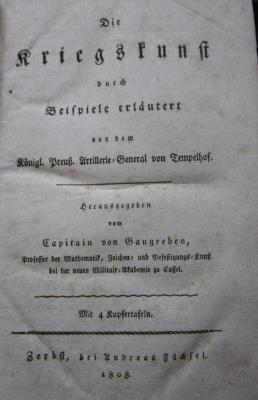 Die
Kriegskunst
durch
Beispiele erläutert
von dem
Königl. Preuß. Artillerie-General von Tempelhof.
Herausgegeben
vom
Capitain von Gaugreben,
Professor der Mathematik, Zeichen- und Befestigungs-Kunst
bei der neuen Militair-Akademie zu Cassel.
Mit 4 Kupfertafeln.
Zerbst, bei Andreas Füchsel
1808.